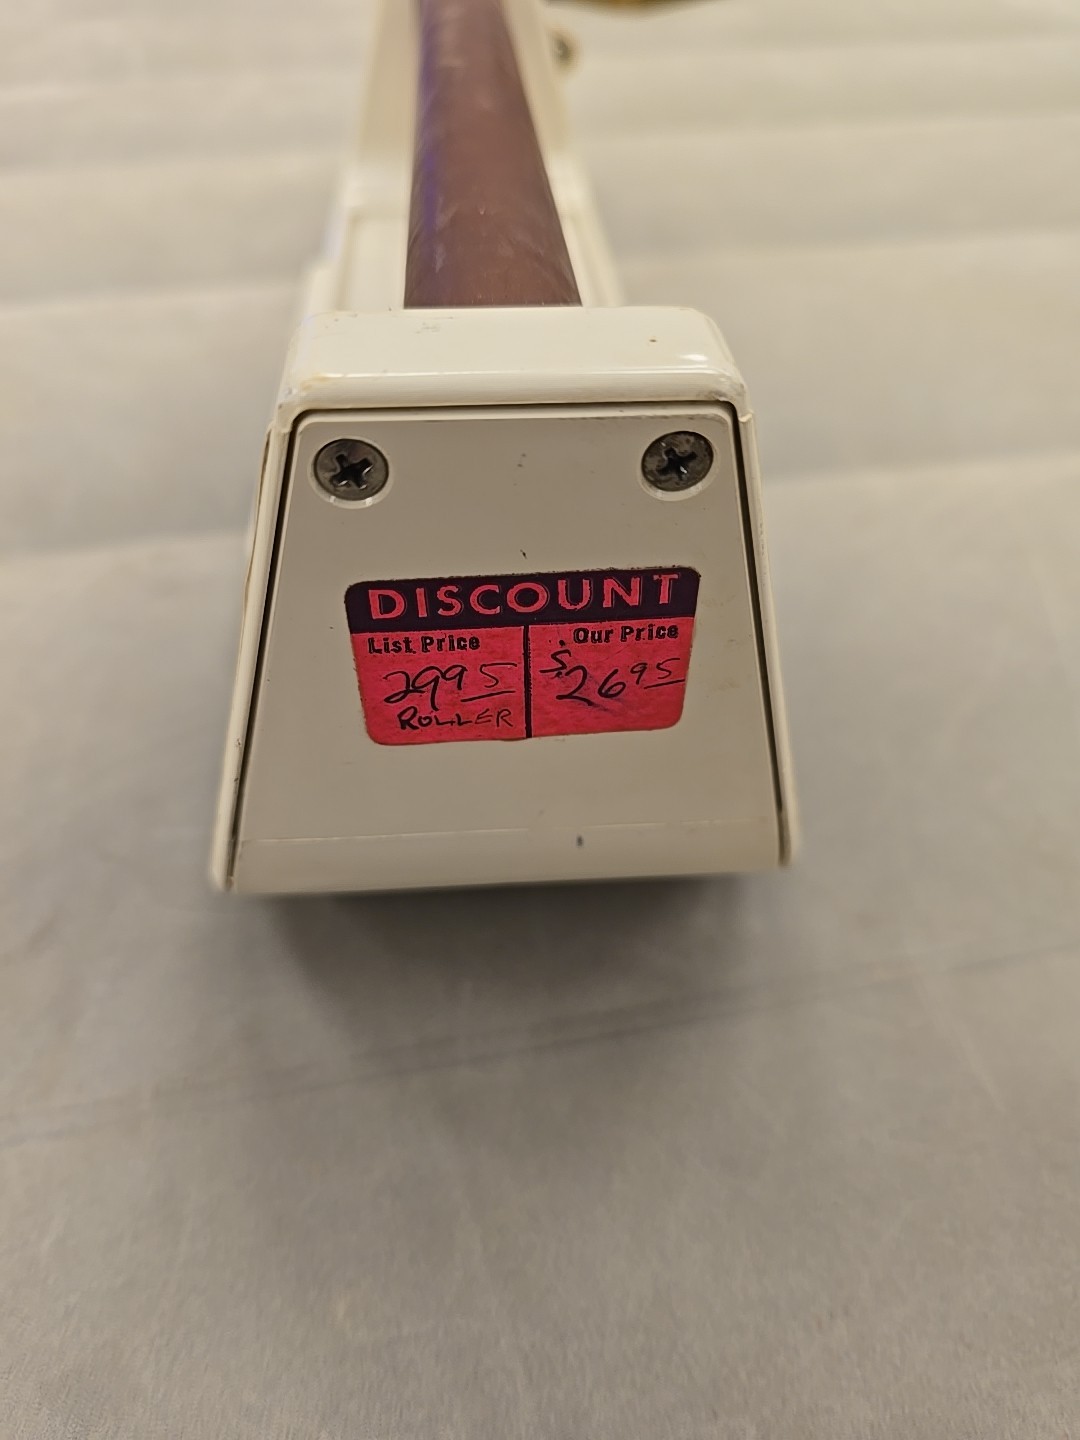 DISCOUNT
List Price
2995
ROLLER
Our Price
$2695